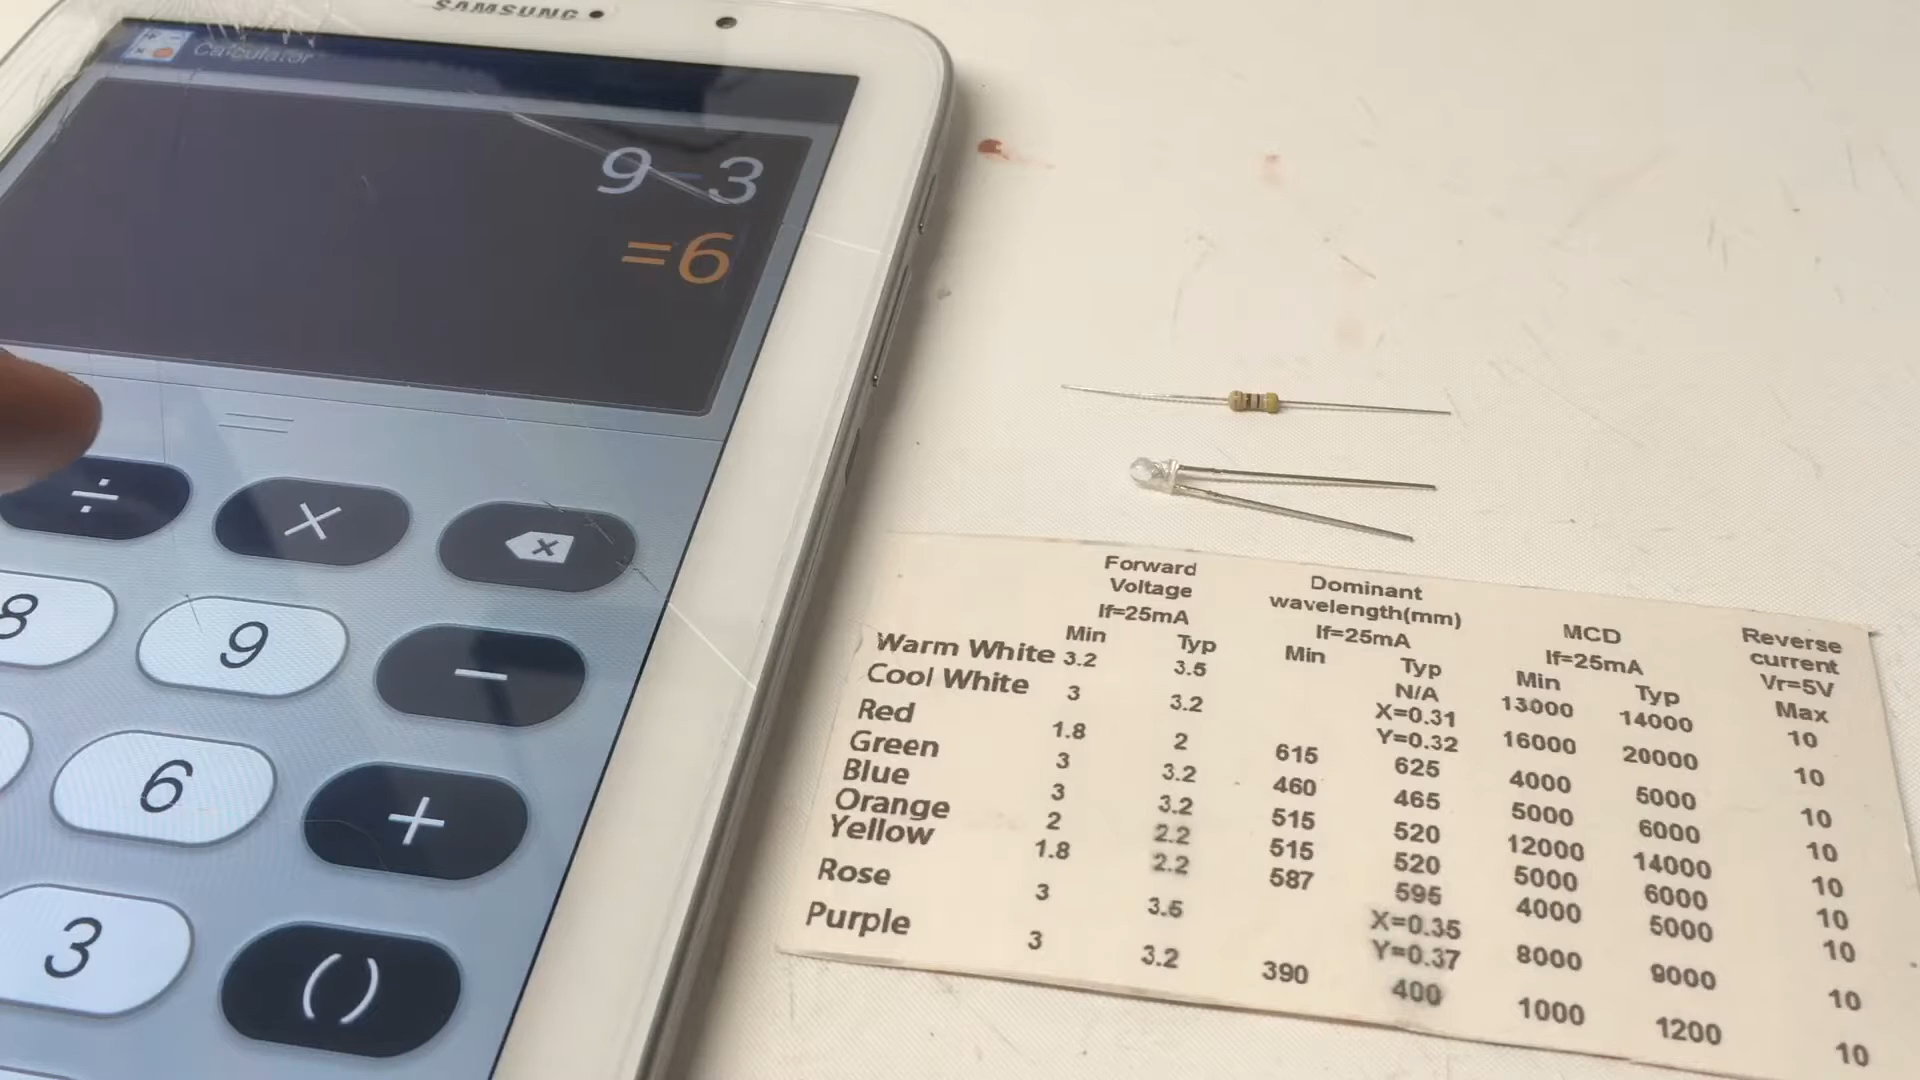 SAMSUNG
Calculator
9−3
=6
÷ ×
8 9 −
6 +
3 ()
Forward Voltage If=25mA Min Typ
Dominant wavelength(mm) If=25mA Min Typ
MCD If=25mA Min Typ
Reverse current Vr=5V Max
Warm White 3.2 3.5 N/A 13000 14000 10
Cool White 3 3.2 X=0.31 Y=0.32 16000 20000 10
Red 1.8 2 615 625 4000 5000 10
Green 3 3.2 460 465 5000 6000 10
Blue 3 3.2 515 520 12000 14000 10
Orange 2 2.2 515 520 5000 6000 10
Yellow 1.8 2.2 587 595 4000 5000 10
Rose 3 3.5 X=0.35 Y=0.37 8000 9000 10
Purple 3 3.2 390 400 1000 1200 10